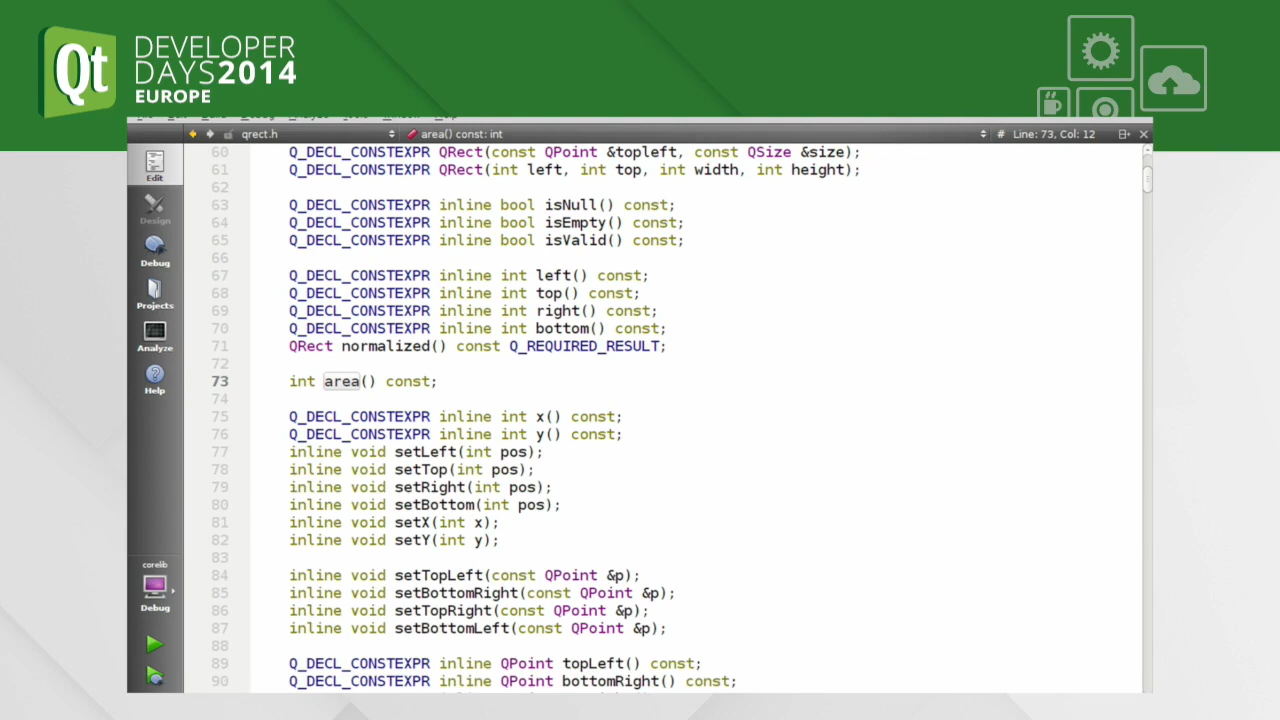 Qt
DEVELOPER
DAYS2014
EUROPE
qrect.h
area() const: int
# Line: 73, Col: 12
Edit
Design
Debug
Projects
Analyze
Help
corelib
Debug
60 Q_DECL_CONSTEXPR QRect(const QPoint &topleft, const QSize &size);
61 Q_DECL_CONSTEXPR QRect(int left, int top, int width, int height);
62
63 Q_DECL_CONSTEXPR inline bool isNull() const;
64 Q_DECL_CONSTEXPR inline bool isEmpty() const;
65 Q_DECL_CONSTEXPR inline bool isValid() const;
66
67 Q_DECL_CONSTEXPR inline int left() const;
68 Q_DECL_CONSTEXPR inline int top() const;
69 Q_DECL_CONSTEXPR inline int right() const;
70 Q_DECL_CONSTEXPR inline int bottom() const;
71 QRect normalized() const Q_REQUIRED_RESULT;
72
73 int area() const;
74
75 Q_DECL_CONSTEXPR inline int x() const;
76 Q_DECL_CONSTEXPR inline int y() const;
77 inline void setLeft(int pos);
78 inline void setTop(int pos);
79 inline void setRight(int pos);
80 inline void setBottom(int pos);
81 inline void setX(int x);
82 inline void setY(int y);
83
84 inline void setTopLeft(const QPoint &p);
85 inline void setBottomRight(const QPoint &p);
86 inline void setTopRight(const QPoint &p);
87 inline void setBottomLeft(const QPoint &p);
88
89 Q_DECL_CONSTEXPR inline QPoint topLeft() const;
90 Q_DECL_CONSTEXPR inline QPoint bottomRight() const;